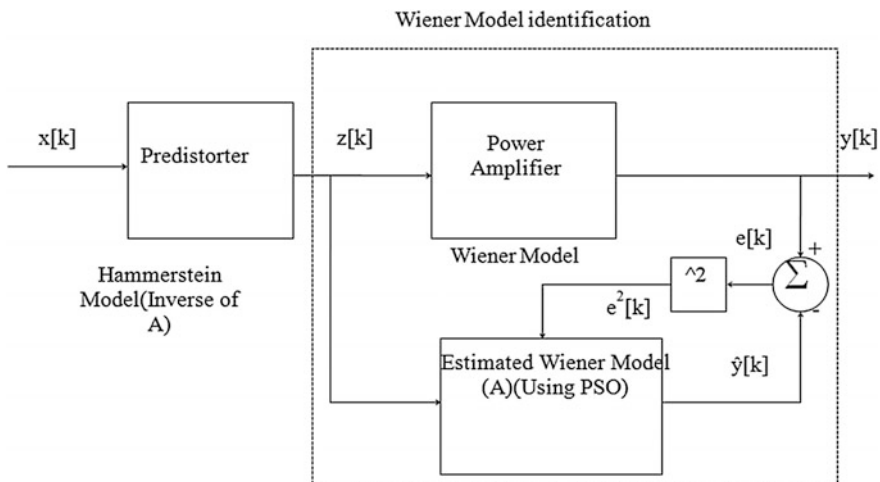 Wiener Model identification
x[k]
Predistorter
z[k]
Power
Amplifier
y[k]
Hammerstein
Model(Inverse of
A)
Wiener Model
e[k]
+
^2
Σ
e²[k]
-
Estimated Wiener Model
(A)(Using PSO)
ŷ[k]